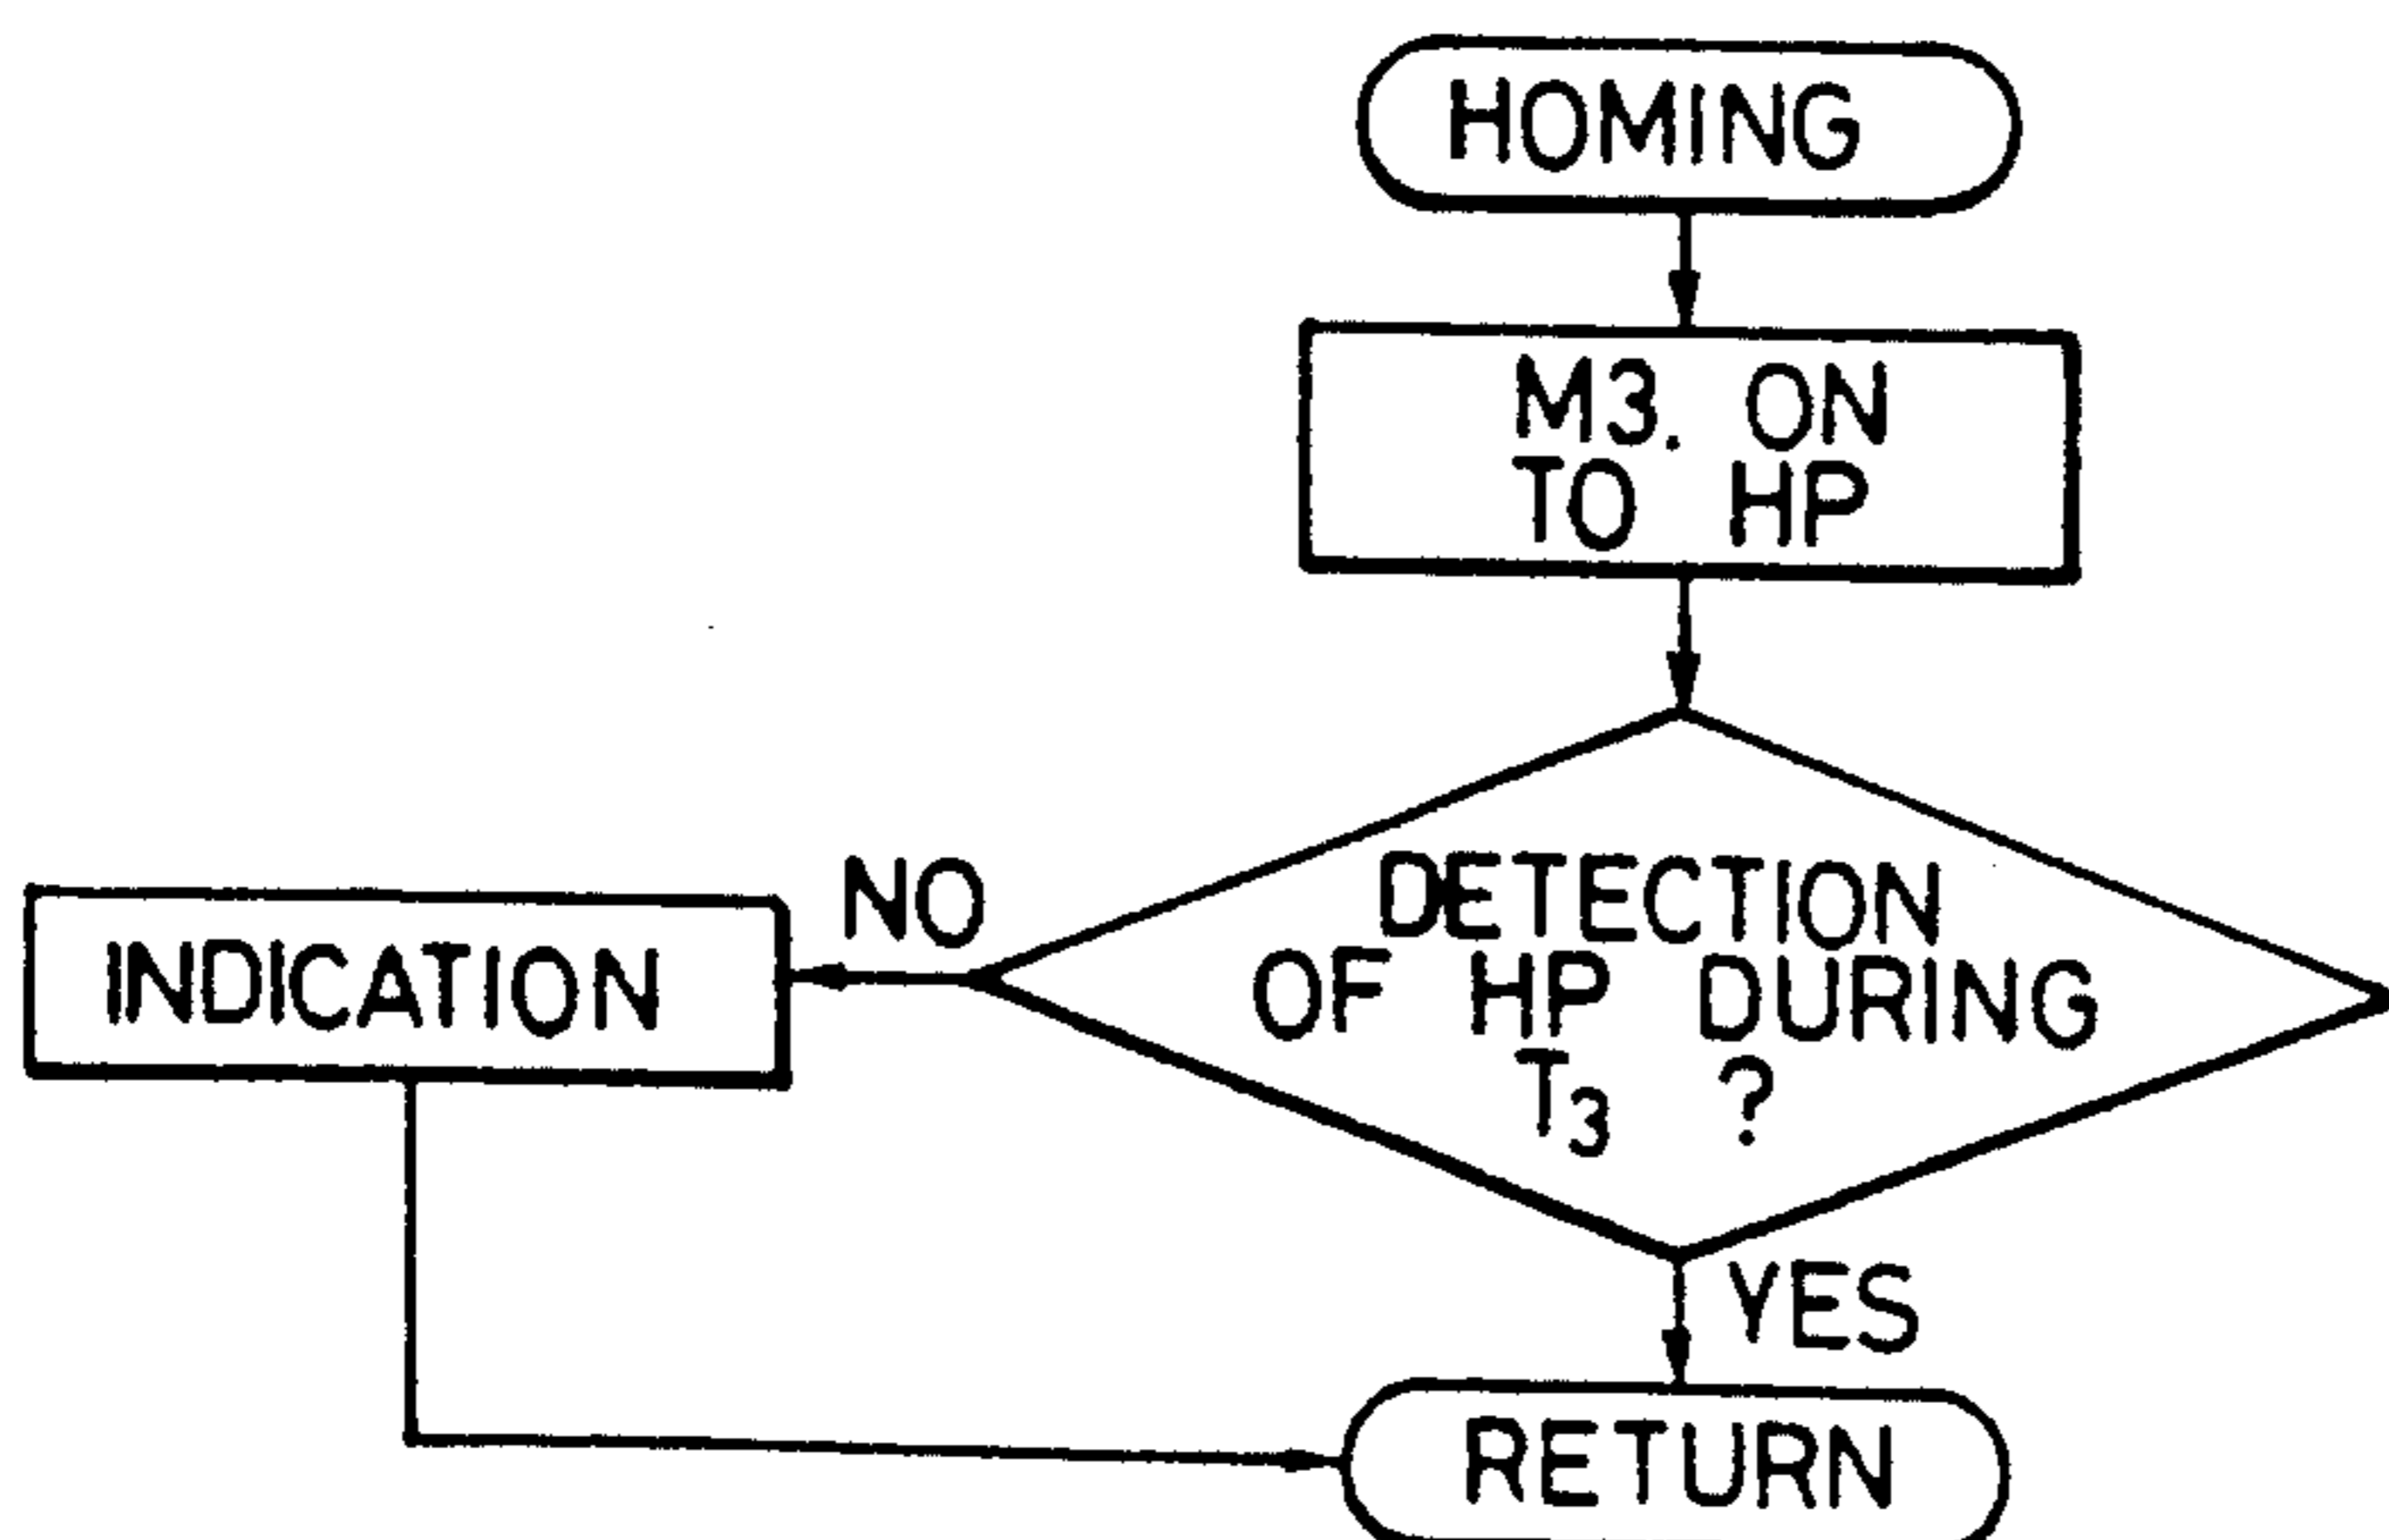 HOMING
M3. ON
TO HP
DETECTION
OF HP DURING
T₃ ?
NO
INDICATION
YES
RETURN